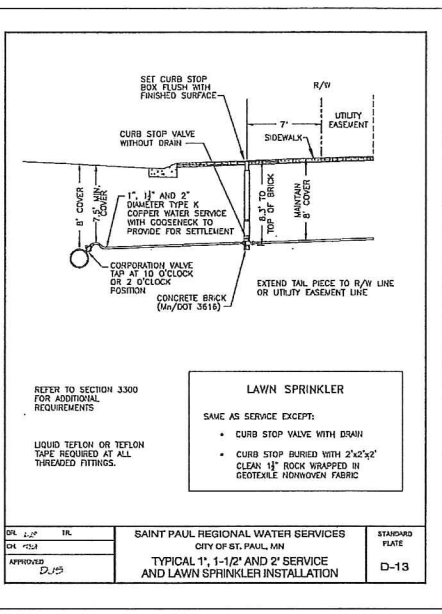 SET CURB STOP
BOX FLUSH WITH
FINISHED SURFACE
R/W
7'
UTILITY
EASEMENT
CURB STOP VALVE
WITHOUT DRAIN
SIDEWALK
8' COVER
7.5' MIN.
COVER
1", 1½" AND 2"
DIAMETER TYPE K
COPPER WATER SERVICE
WITH GOOSENECK TO
PROVIDE FOR SETTLEMENT
8.3' TO
TOP OF BRICK
MAINTAIN
8' COVER
CORPORATION VALVE
TAP AT 10 O'CLOCK
OR 2 O'CLOCK
POSITION
CONCRETE BRICK
(Mn/DOT 3616)
EXTEND TAIL PIECE TO R/W LINE
OR UTILITY EASEMENT LINE
REFER TO SECTION 3300
FOR ADDITIONAL
REQUIREMENTS
LIQUID TEFLON OR TEFLON
TAPE REQUIRED AT ALL
THREADED FITTINGS.
LAWN SPRINKLER
SAME AS SERVICE EXCEPT:
• CURB STOP VALVE WITH DRAIN
• CURB STOP BURIED WITH 2'x2'x2'
CLEAN 1½" ROCK WRAPPED IN
GEOTEXILE NONWOVEN FABRIC
DR. TR.
CH.
APPROVED
DJS
SAINT PAUL REGIONAL WATER SERVICES
CITY OF ST. PAUL, MN
TYPICAL 1", 1-1/2" AND 2" SERVICE
AND LAWN SPRINKLER INSTALLATION
STANDARD
PLATE
D-13